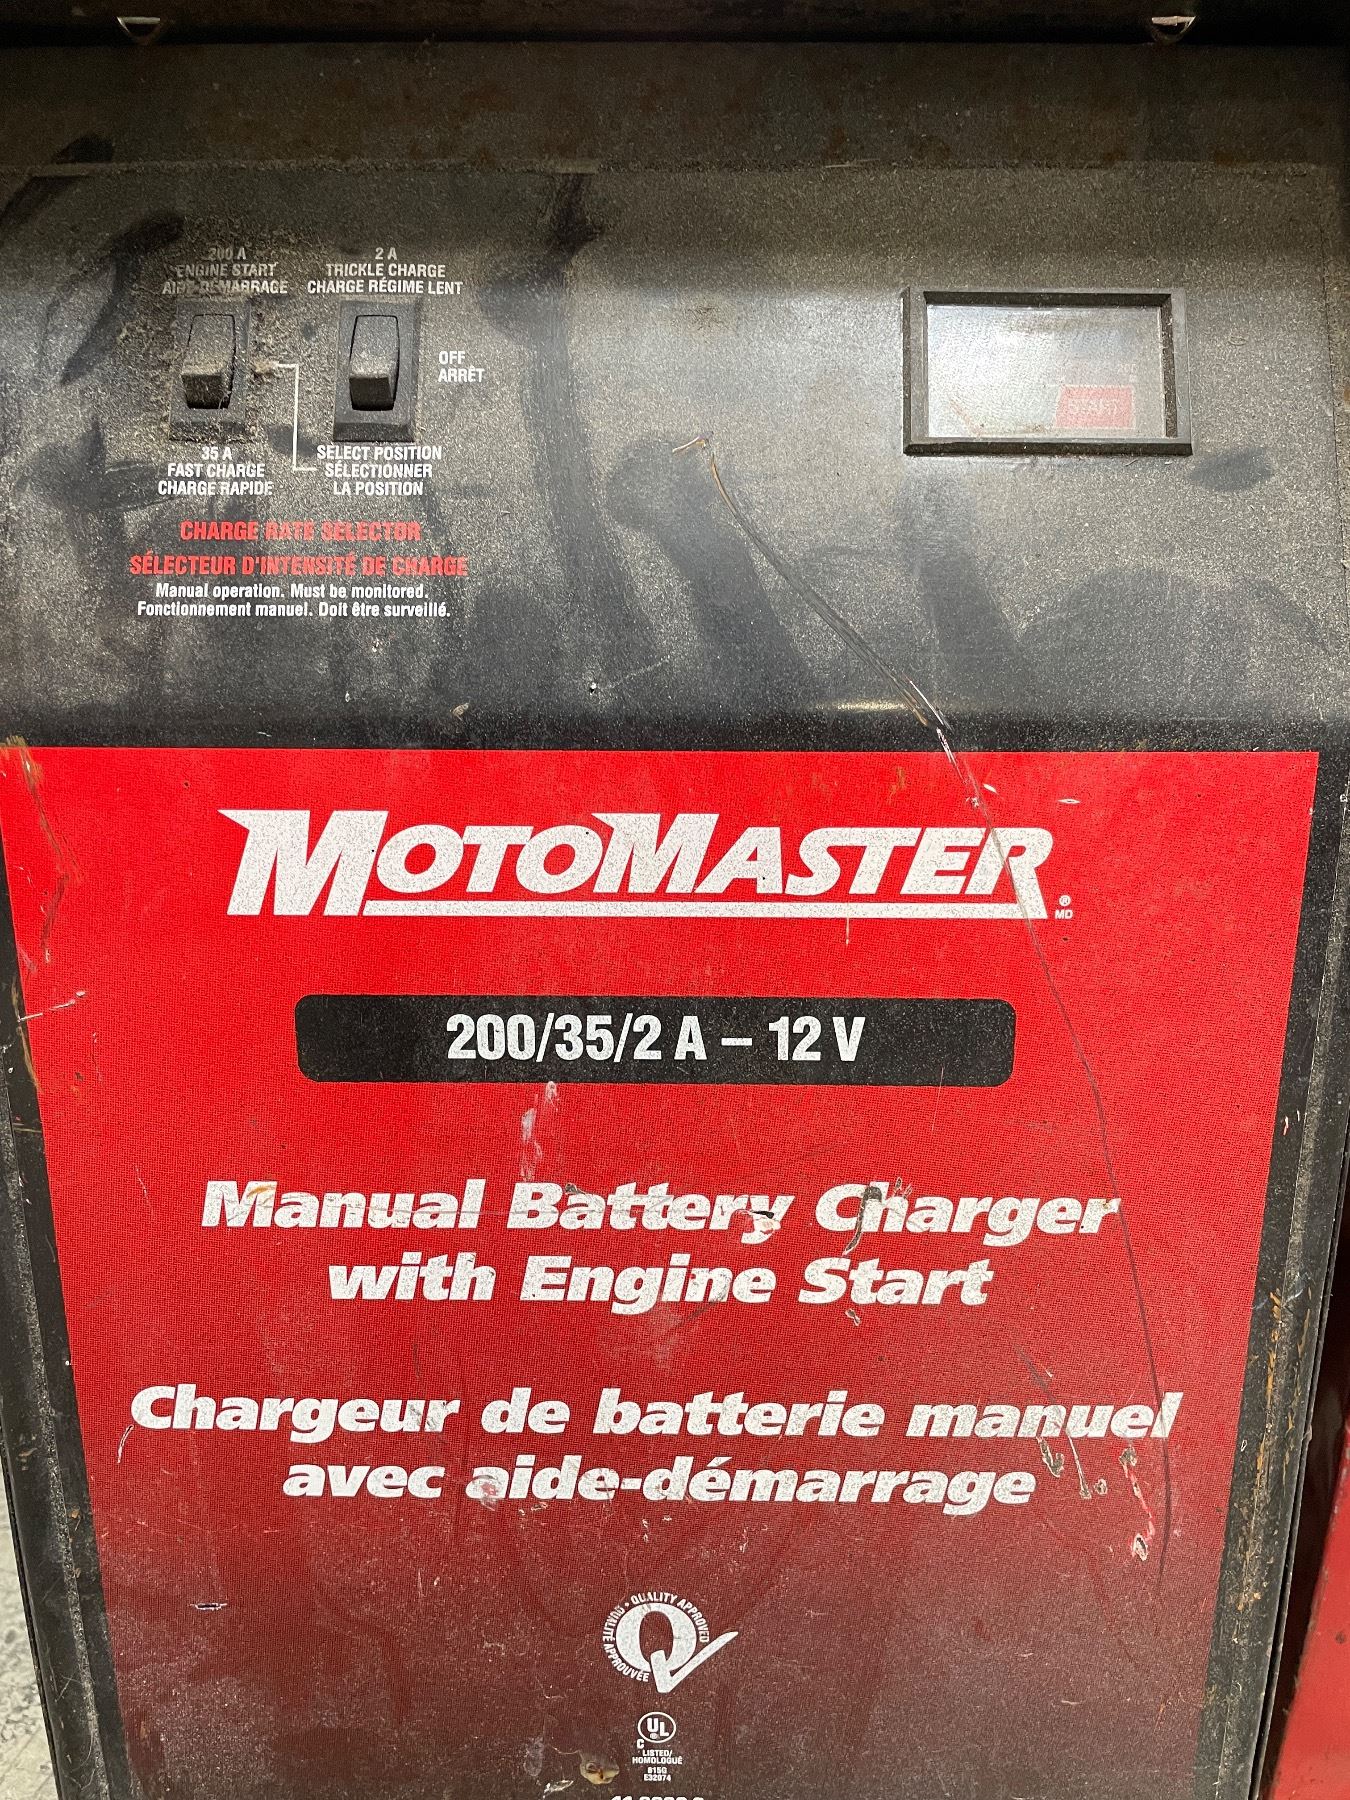 200 A
ENGINE START
AIDE-DÉMARRAGE
2 A
TRICKLE CHARGE
CHARGE RÉGIME LENT
OFF
ARRÊT
35 A
FAST CHARGE
CHARGE RAPIDE
SELECT POSITION
SÉLECTIONNER
LA POSITION
CHARGE RATE SELECTOR
SÉLECTEUR D'INTENSITÉ DE CHARGE
Manual operation. Must be monitored.
Fonctionnement manuel. Doit être surveillé.
START
MOTOMASTER
®
MD
200/35/2 A – 12 V
Manual Battery Charger
with Engine Start
Chargeur de batterie manuel
avec aide-démarrage
QUALITY APPROVED • QUALITÉ APPROUVÉE
Q
C UL
LISTED/
HOMOLOGUÉ
815G
E32074